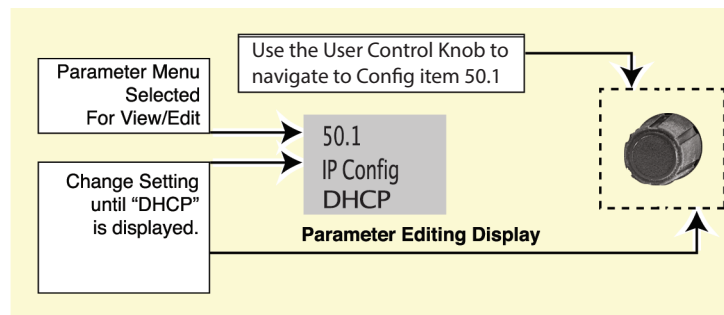 Use the User Control Knob to
navigate to Config item 50.1
Parameter Menu
Selected
For View/Edit
50.1
IP Config
DHCP
Change Setting
until “DHCP”
is displayed.
Parameter Editing Display